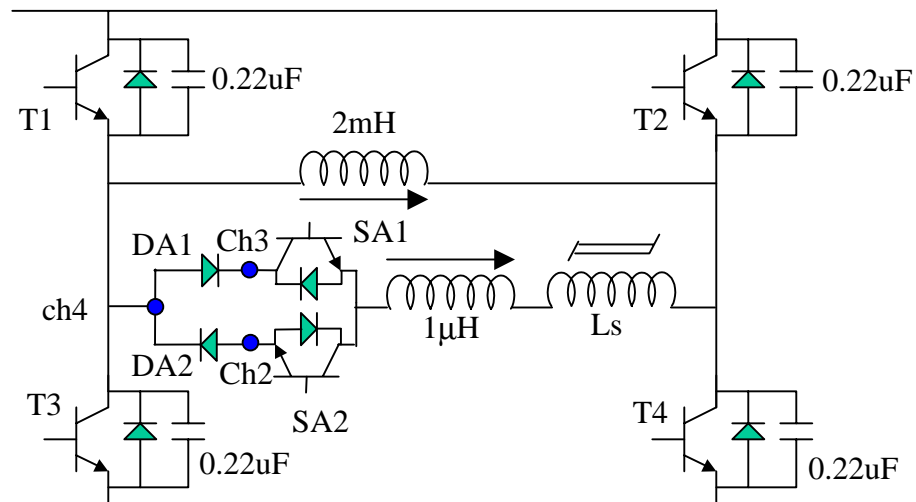 0.22uF
0.22uF
T1
T2
2mH
DA1
Ch3
SA1
ch4
1μH
Ls
DA2
Ch2
T3
T4
SA2
0.22uF
0.22uF